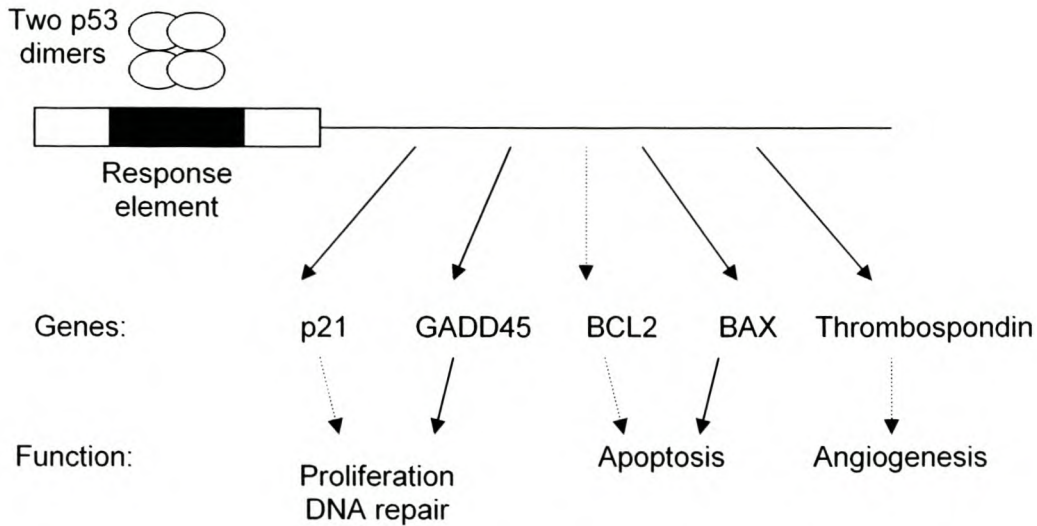 Two p53
dimers
Response
element
Genes: p21 GADD45 BCL2 BAX Thrombospondin
Function: Proliferation Apoptosis Angiogenesis
DNA repair